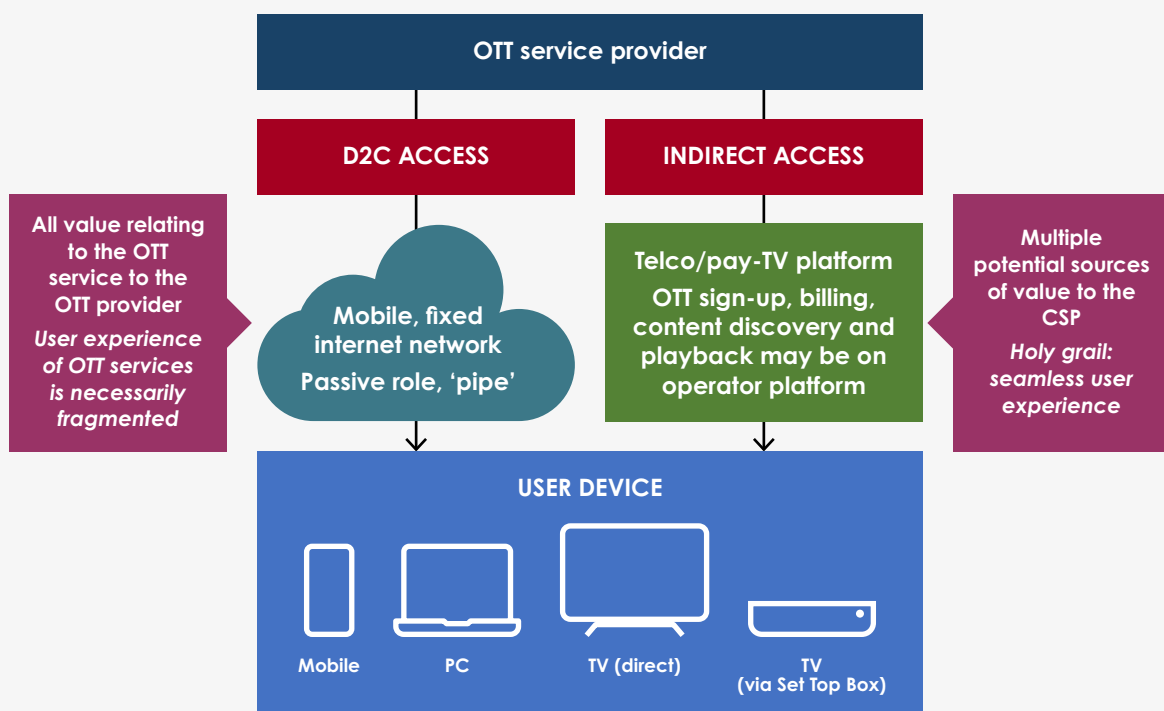 OTT service provider
D2C ACCESS
INDIRECT ACCESS
All value relating
to the OTT
service to the
OTT provider
User experience
of OTT services
is necessarily
fragmented
Mobile, fixed
internet network
Passive role, ‘pipe’
Telco/pay-TV platform
OTT sign-up, billing,
content discovery and
playback may be on
operator platform
Multiple
potential sources
of value to the
CSP
Holy grail:
seamless user
experience
USER DEVICE
Mobile
PC
TV (direct)
TV
(via Set Top Box)